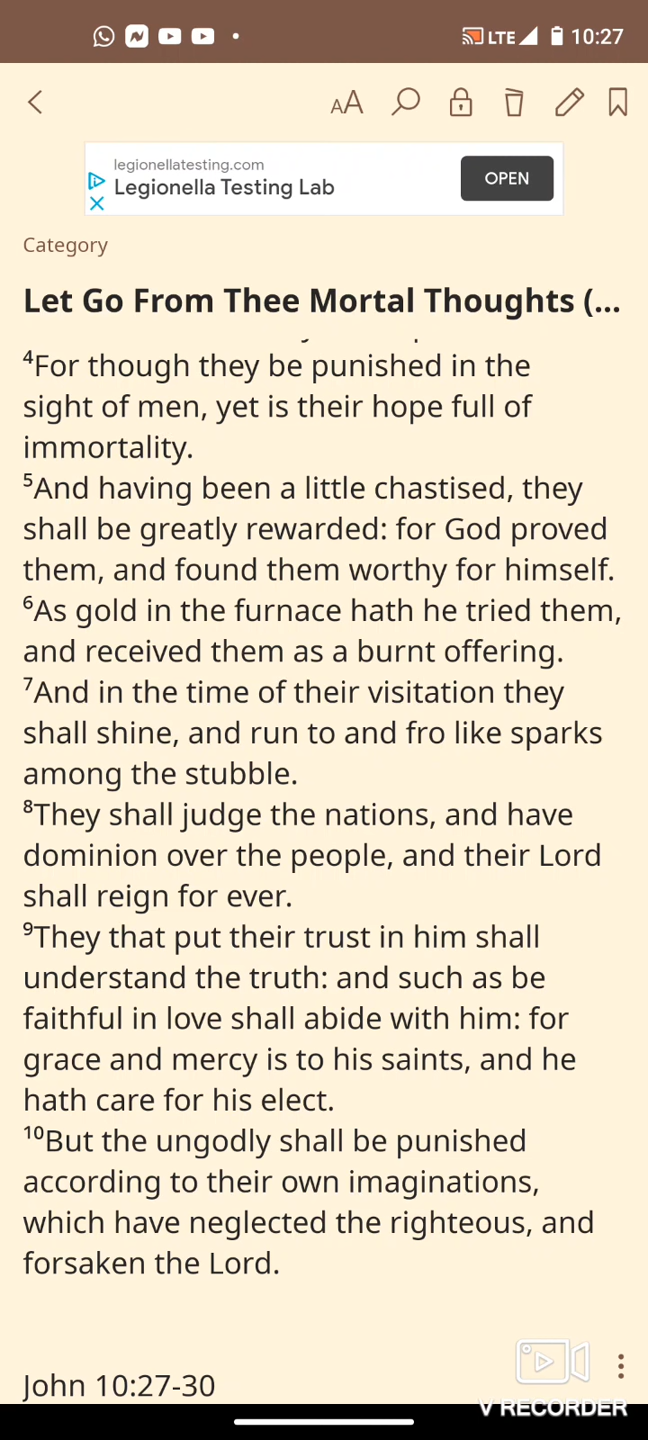 LTE 10:27
AA
legionellatesting.com
Legionella Testing Lab
OPEN
Category
Let Go From Thee Mortal Thoughts (...
⁴For though they be punished in the
sight of men, yet is their hope full of
immortality.
⁵And having been a little chastised, they
shall be greatly rewarded: for God proved
them, and found them worthy for himself.
⁶As gold in the furnace hath he tried them,
and received them as a burnt offering.
⁷And in the time of their visitation they
shall shine, and run to and fro like sparks
among the stubble.
⁸They shall judge the nations, and have
dominion over the people, and their Lord
shall reign for ever.
⁹They that put their trust in him shall
understand the truth: and such as be
faithful in love shall abide with him: for
grace and mercy is to his saints, and he
hath care for his elect.
¹⁰But the ungodly shall be punished
according to their own imaginations,
which have neglected the righteous, and
forsaken the Lord.
John 10:27-30
V RECORDER